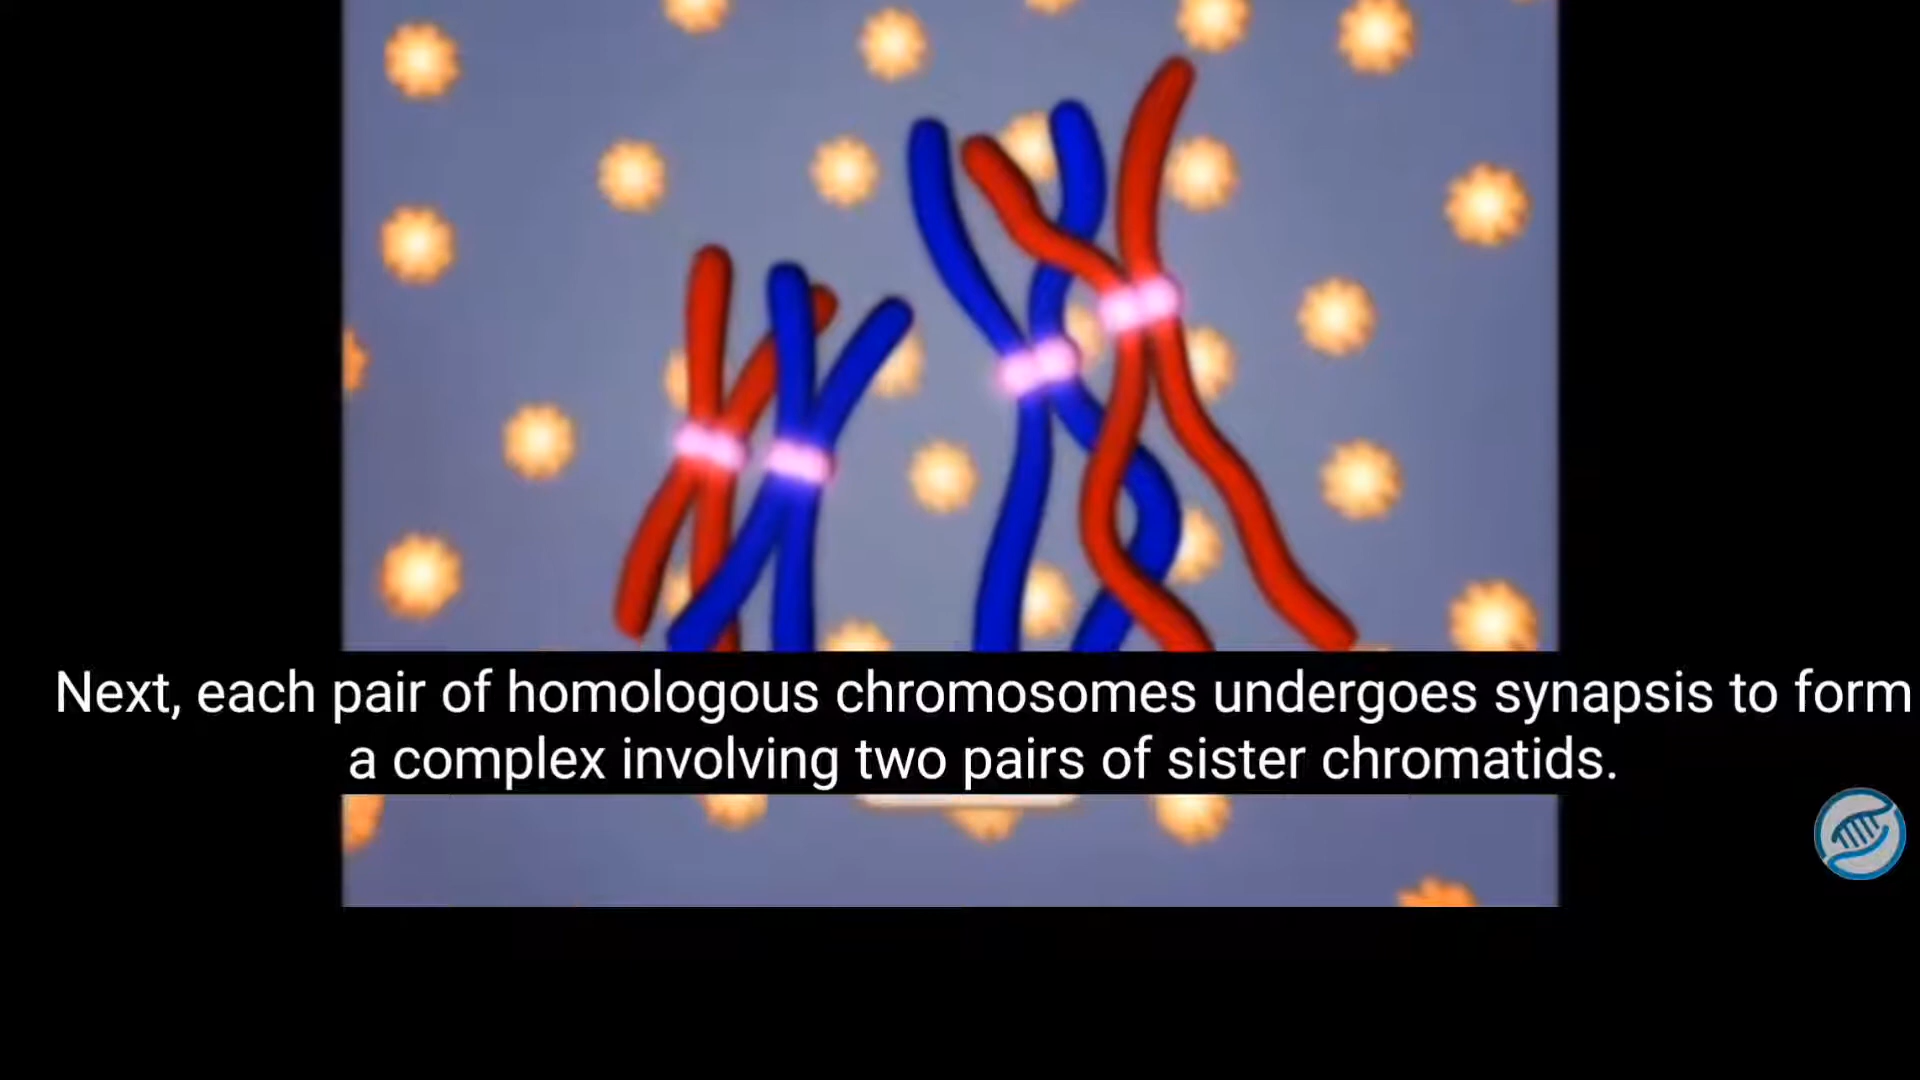 Next, each pair of homologous chromosomes undergoes synapsis to form
a complex involving two pairs of sister chromatids.